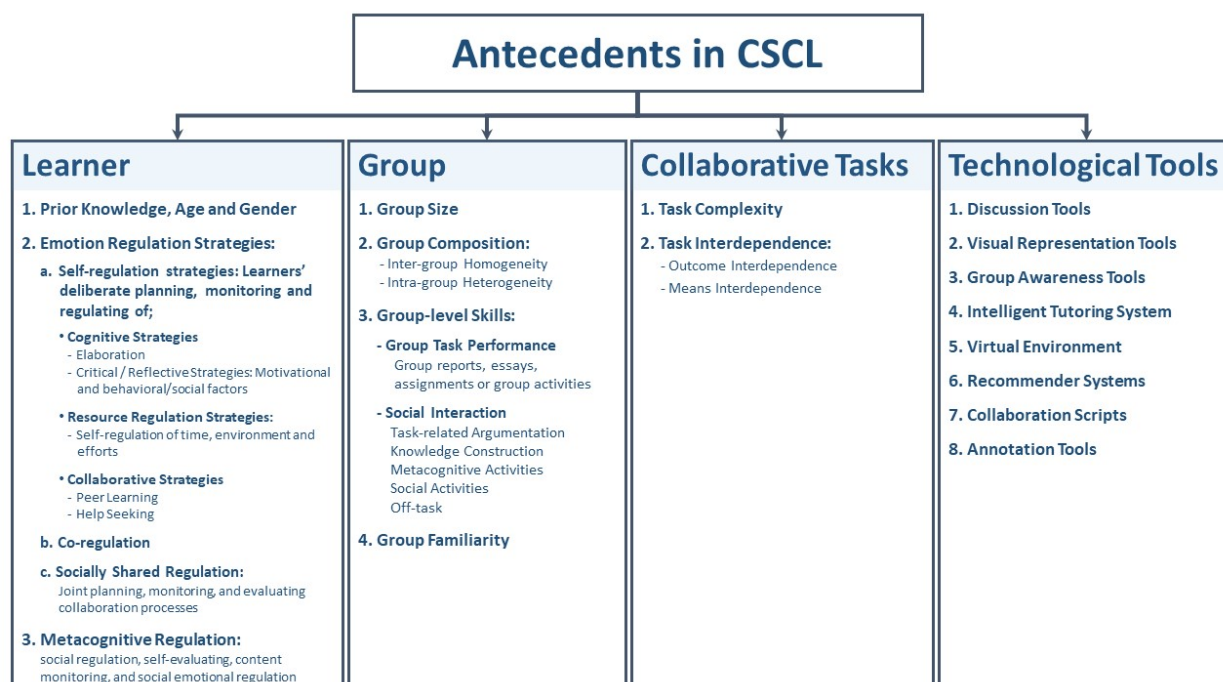 Antecedents in CSCL
Learner
1. Prior Knowledge, Age and Gender
2. Emotion Regulation Strategies:
a. Self-regulation strategies: Learners'
deliberate planning, monitoring and
regulating of;
• Cognitive Strategies
- Elaboration
- Critical / Reflective Strategies: Motivational
and behavioral/social factors
• Resource Regulation Strategies:
- Self-regulation of time, environment and
efforts
• Collaborative Strategies
- Peer Learning
- Help Seeking
b. Co-regulation
c. Socially Shared Regulation:
Joint planning, monitoring, and evaluating
collaboration processes
3. Metacognitive Regulation:
social regulation, self-evaluating, content
monitoring, and social emotional regulation
Group
1. Group Size
2. Group Composition:
- Inter-group Homogeneity
- Intra-group Heterogeneity
3. Group-level Skills:
- Group Task Performance
Group reports, essays,
assignments or group activities
- Social Interaction
Task-related Argumentation
Knowledge Construction
Metacognitive Activities
Social Activities
Off-task
4. Group Familiarity
Collaborative Tasks
1. Task Complexity
2. Task Interdependence:
- Outcome Interdependence
- Means Interdependence
Technological Tools
1. Discussion Tools
2. Visual Representation Tools
3. Group Awareness Tools
4. Intelligent Tutoring System
5. Virtual Environment
6. Recommender Systems
7. Collaboration Scripts
8. Annotation Tools